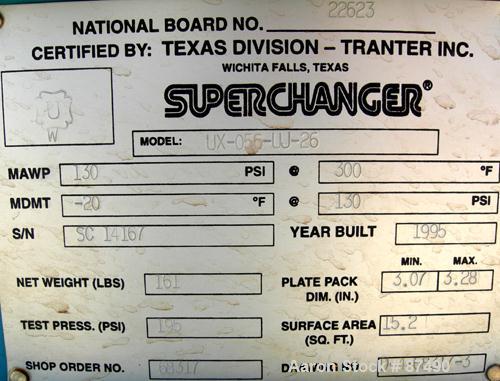 NATIONAL BOARD NO. 22623
CERTIFIED BY: TEXAS DIVISION – TRANTER INC.
WICHITA FALLS, TEXAS
U
W
SUPERCHANGER®
MODEL: UX-056-UJ-26
MAWP 130 PSI @ 300 °F
MDMT -20 °F @ 130 PSI
S/N SC 14167 YEAR BUILT 1995
MIN. MAX.
NET WEIGHT (LBS) 161 PLATE PACK DIM. (IN.) 3.07 3.28
TEST PRESS. (PSI) 195 SURFACE AREA (SQ. FT.) 15.2
SHOP ORDER NO.
Aaron Stock # 87490